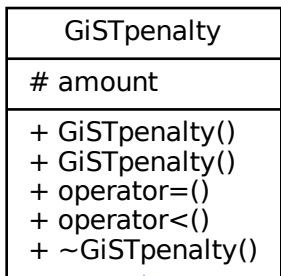 GiSTpenalty
# amount
+ GiSTpenalty()
+ GiSTpenalty()
+ operator=()
+ operator<()
+ ~GiSTpenalty()